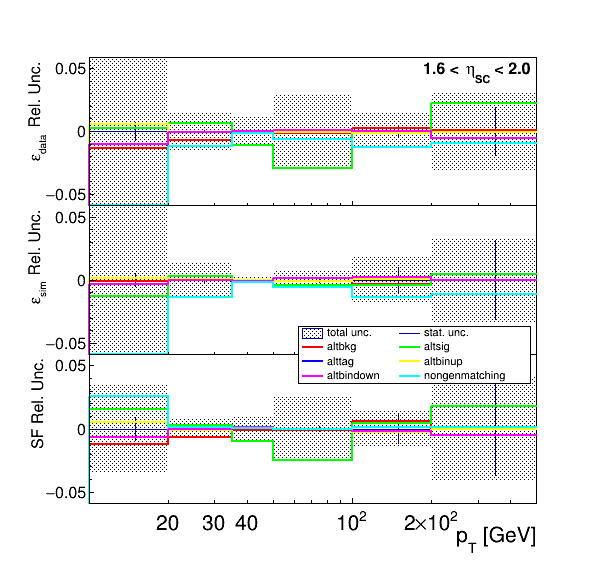 1.6 < η_SC < 2.0
ε_data Rel. Unc.
0.05
0
−0.05
ε_sim Rel. Unc.
0.05
0
−0.05
total unc.
stat. unc.
altbkg
altsig
alttag
altbinup
altbindown
nongenmatching
SF Rel. Unc.
0.05
0
−0.05
20 30 40 10² 2×10²
p_T [GeV]